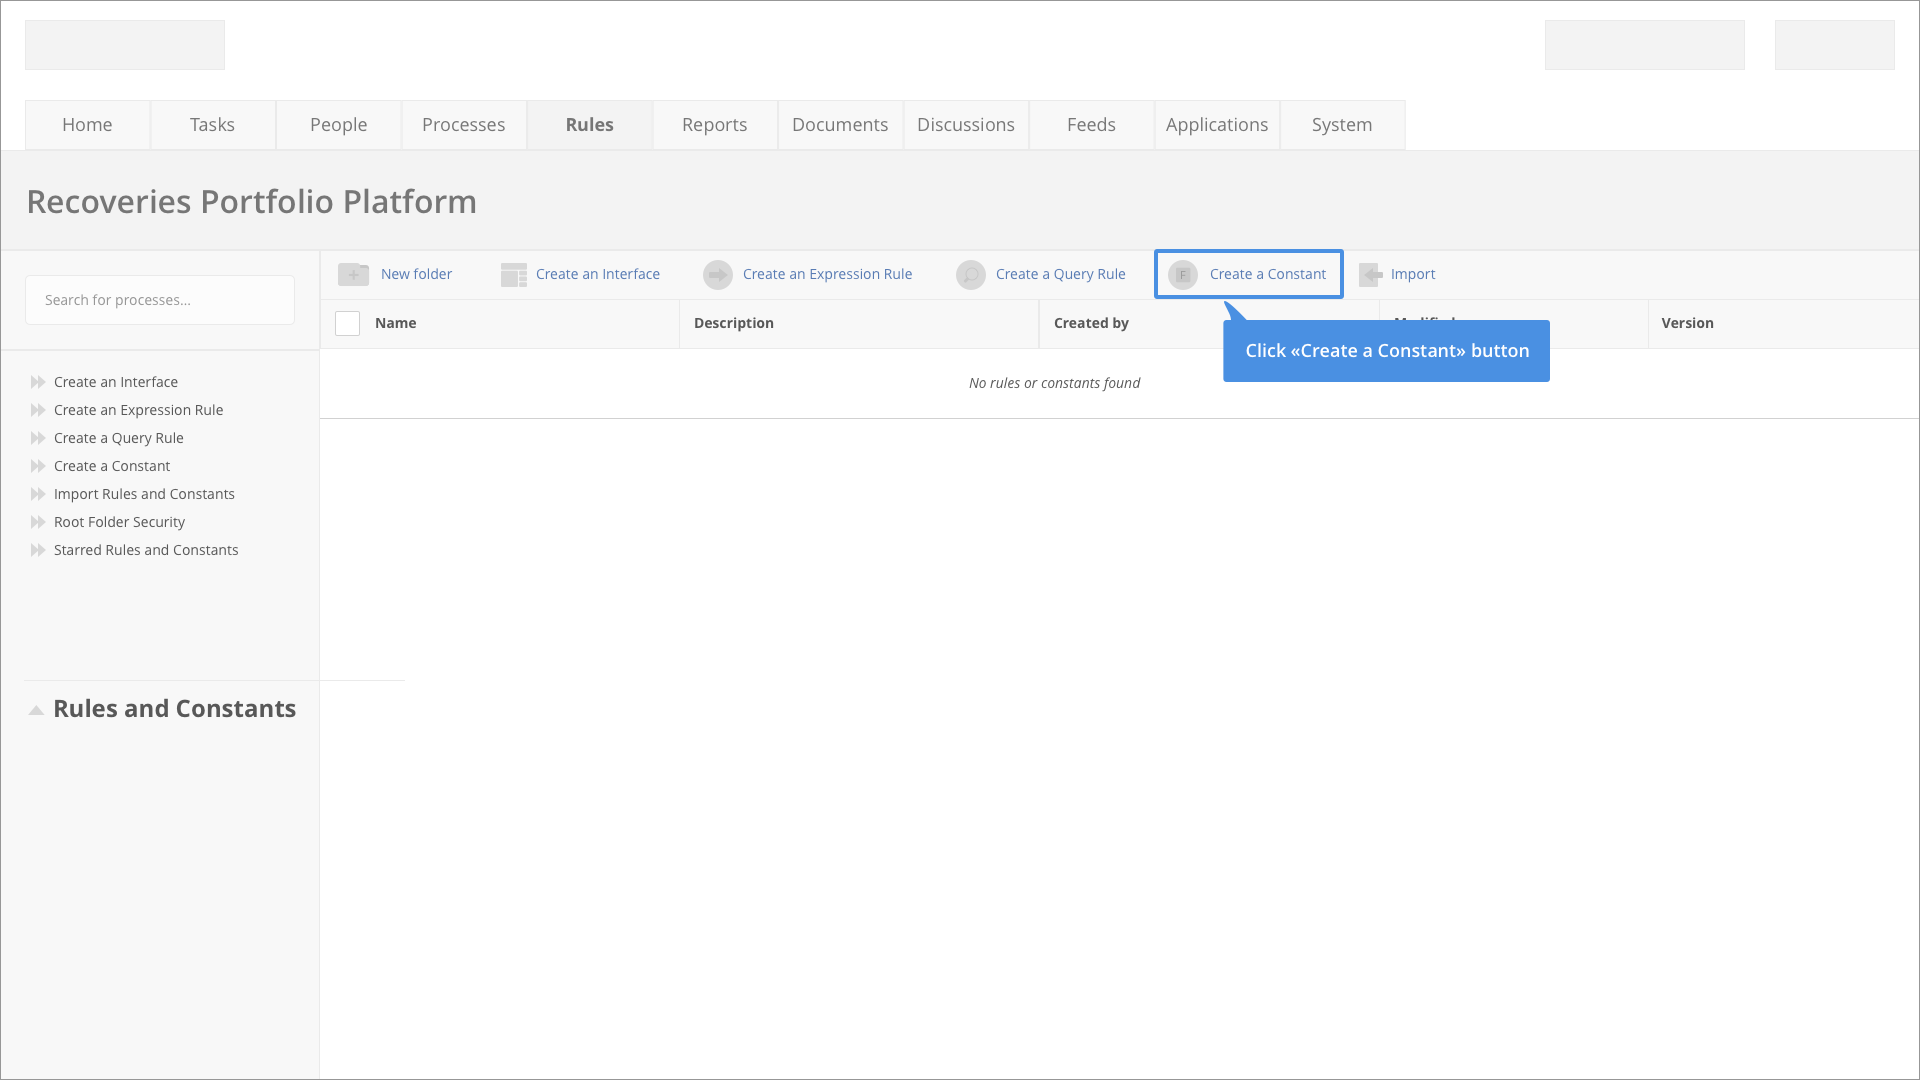 Home Tasks People Processes Rules Reports Documents Discussions Feeds Applications System
Recoveries Portfolio Platform
Search for processes...
New folder Create an Interface Create an Expression Rule Create a Query Rule F Create a Constant Import
Name Description Created by Version
Click «Create a Constant» button
No rules or constants found
Create an Interface
Create an Expression Rule
Create a Query Rule
Create a Constant
Import Rules and Constants
Root Folder Security
Starred Rules and Constants
Rules and Constants